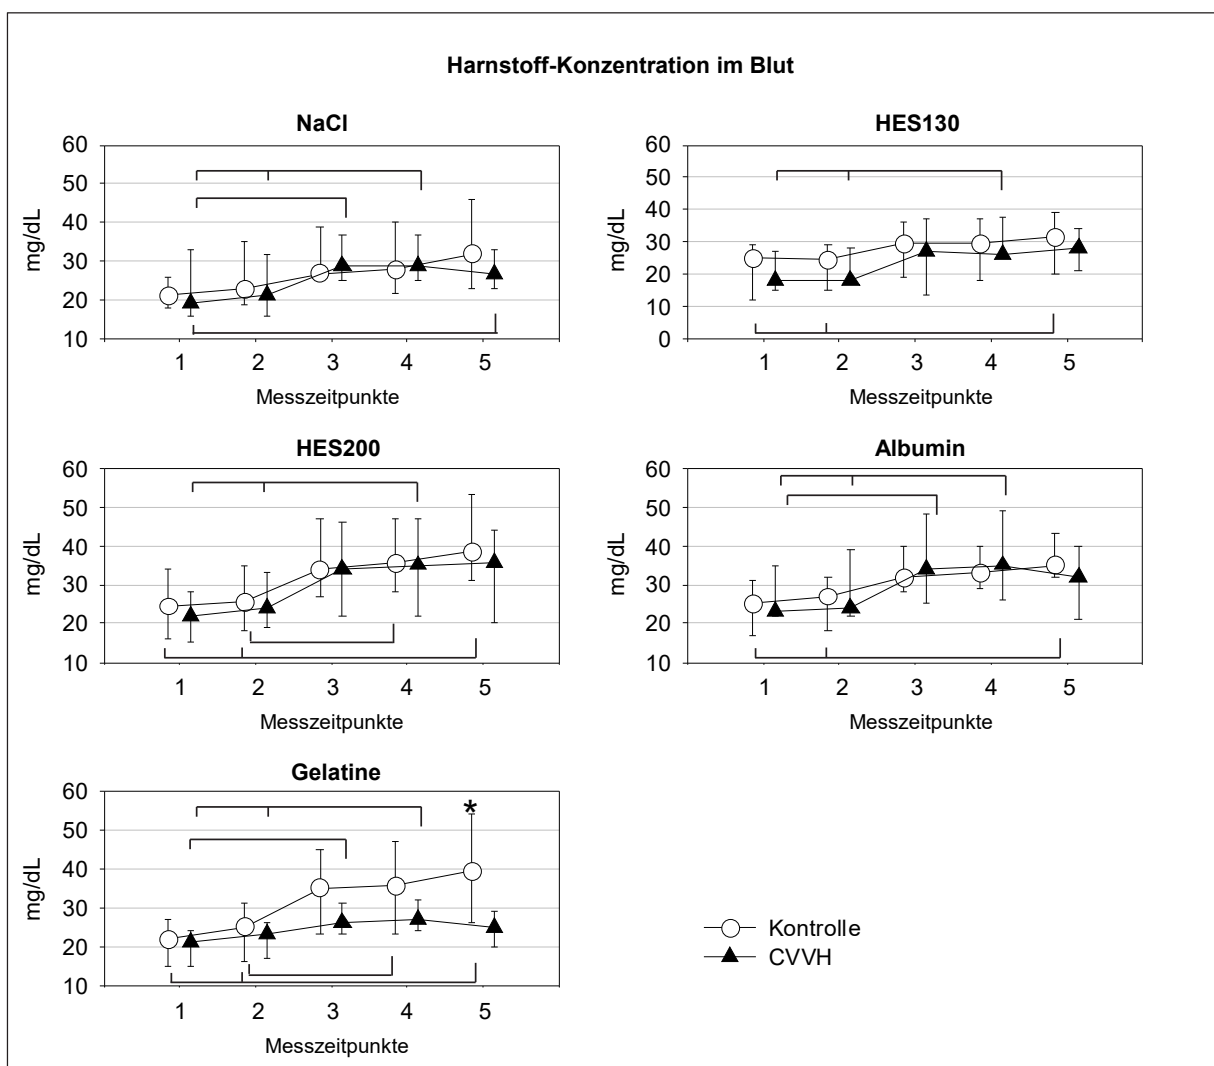 Harnstoff-Konzentration im Blut
NaCl
60
50
40
30
20
10
mg/dL
1 2 3 4 5
Messzeitpunkte
HES130
60
50
40
30
20
10
0
mg/dL
1 2 3 4 5
Messzeitpunkte
HES200
60
50
40
30
20
10
mg/dL
1 2 3 4 5
Messzeitpunkte
Albumin
60
50
40
30
20
10
mg/dL
1 2 3 4 5
Messzeitpunkte
Gelatine
60
50
40
30
20
10
mg/dL
*
1 2 3 4 5
Messzeitpunkte
Kontrolle
CVVH